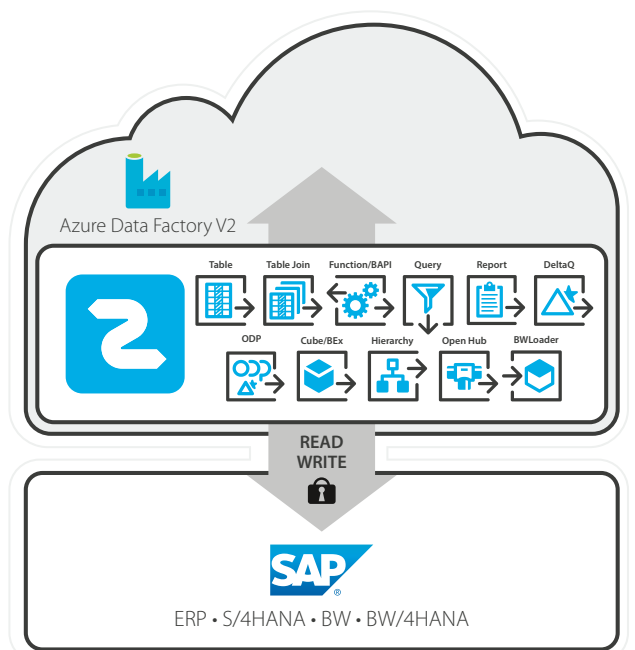 Azure Data Factory V2
Table Table Join Function/BAPI Query Report DeltaQ
ODP Cube/BEx Hierarchy Open Hub BWLoader
ODP
READ
WRITE
SAP®
ERP • S/4HANA • BW • BW/4HANA